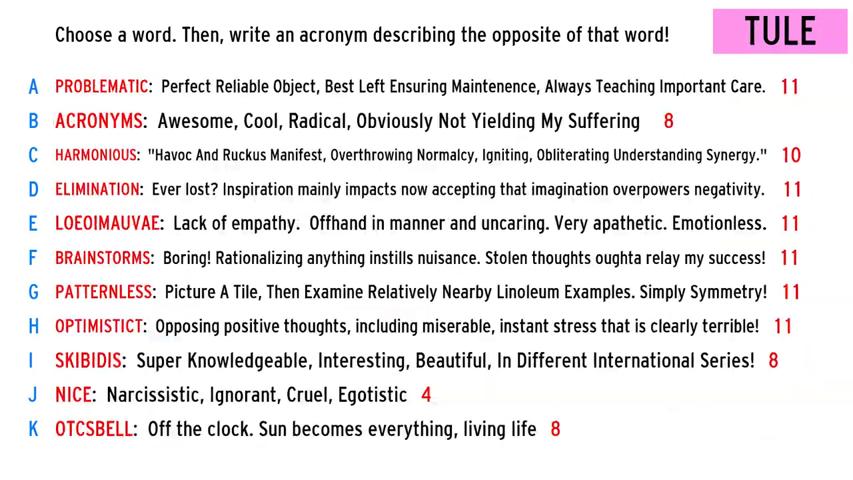 Choose a word. Then, write an acronym describing the opposite of that word!
TULE
A PROBLEMATIC: Perfect Reliable Object, Best Left Ensuring Maintenence, Always Teaching Important Care. 11
B ACRONYMS: Awesome, Cool, Radical, Obviously Not Yielding My Suffering 8
C HARMONIOUS: "Havoc And Ruckus Manifest, Overthrowing Normalcy, Igniting, Obliterating Understanding Synergy." 10
D ELIMINATION: Ever lost? Inspiration mainly impacts now accepting that imagination overpowers negativity. 11
E LOEOIMAUVAE: Lack of empathy. Offhand in manner and uncaring. Very apathetic. Emotionless. 11
F BRAINSTORMS: Boring! Rationalizing anything instills nuisance. Stolen thoughts oughta relay my success! 11
G PATTERNLESS: Picture A Tile, Then Examine Relatively Nearby Linoleum Examples. Simply Symmetry! 11
H OPTIMISTICT: Opposing positive thoughts, including miserable, instant stress that is clearly terrible! 11
I SKIBIDIS: Super Knowledgeable, Interesting, Beautiful, In Different International Series! 8
J NICE: Narcissistic, Ignorant, Cruel, Egotistic 4
K OTCSBELL: Off the clock. Sun becomes everything, living life 8